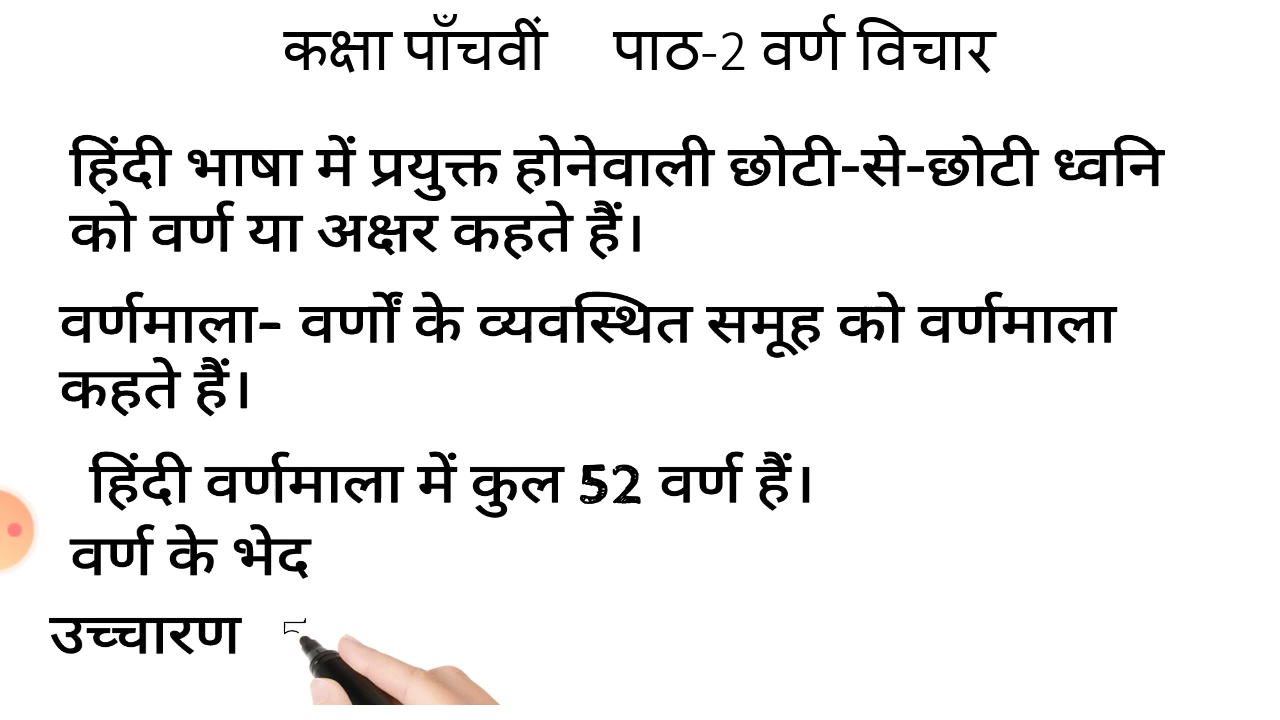 कक्षा पाँचवीं पाठ-2 वर्ण विचार
हिंदी भाषा में प्रयुक्त होनेवाली छोटी-से-छोटी ध्वनि
को वर्ण या अक्षर कहते हैं।
वर्णमाला- वर्णों के व्यवस्थित समूह को वर्णमाला
कहते हैं।
हिंदी वर्णमाला में कुल 52 वर्ण हैं।
वर्ण के भेद
उच्चारण